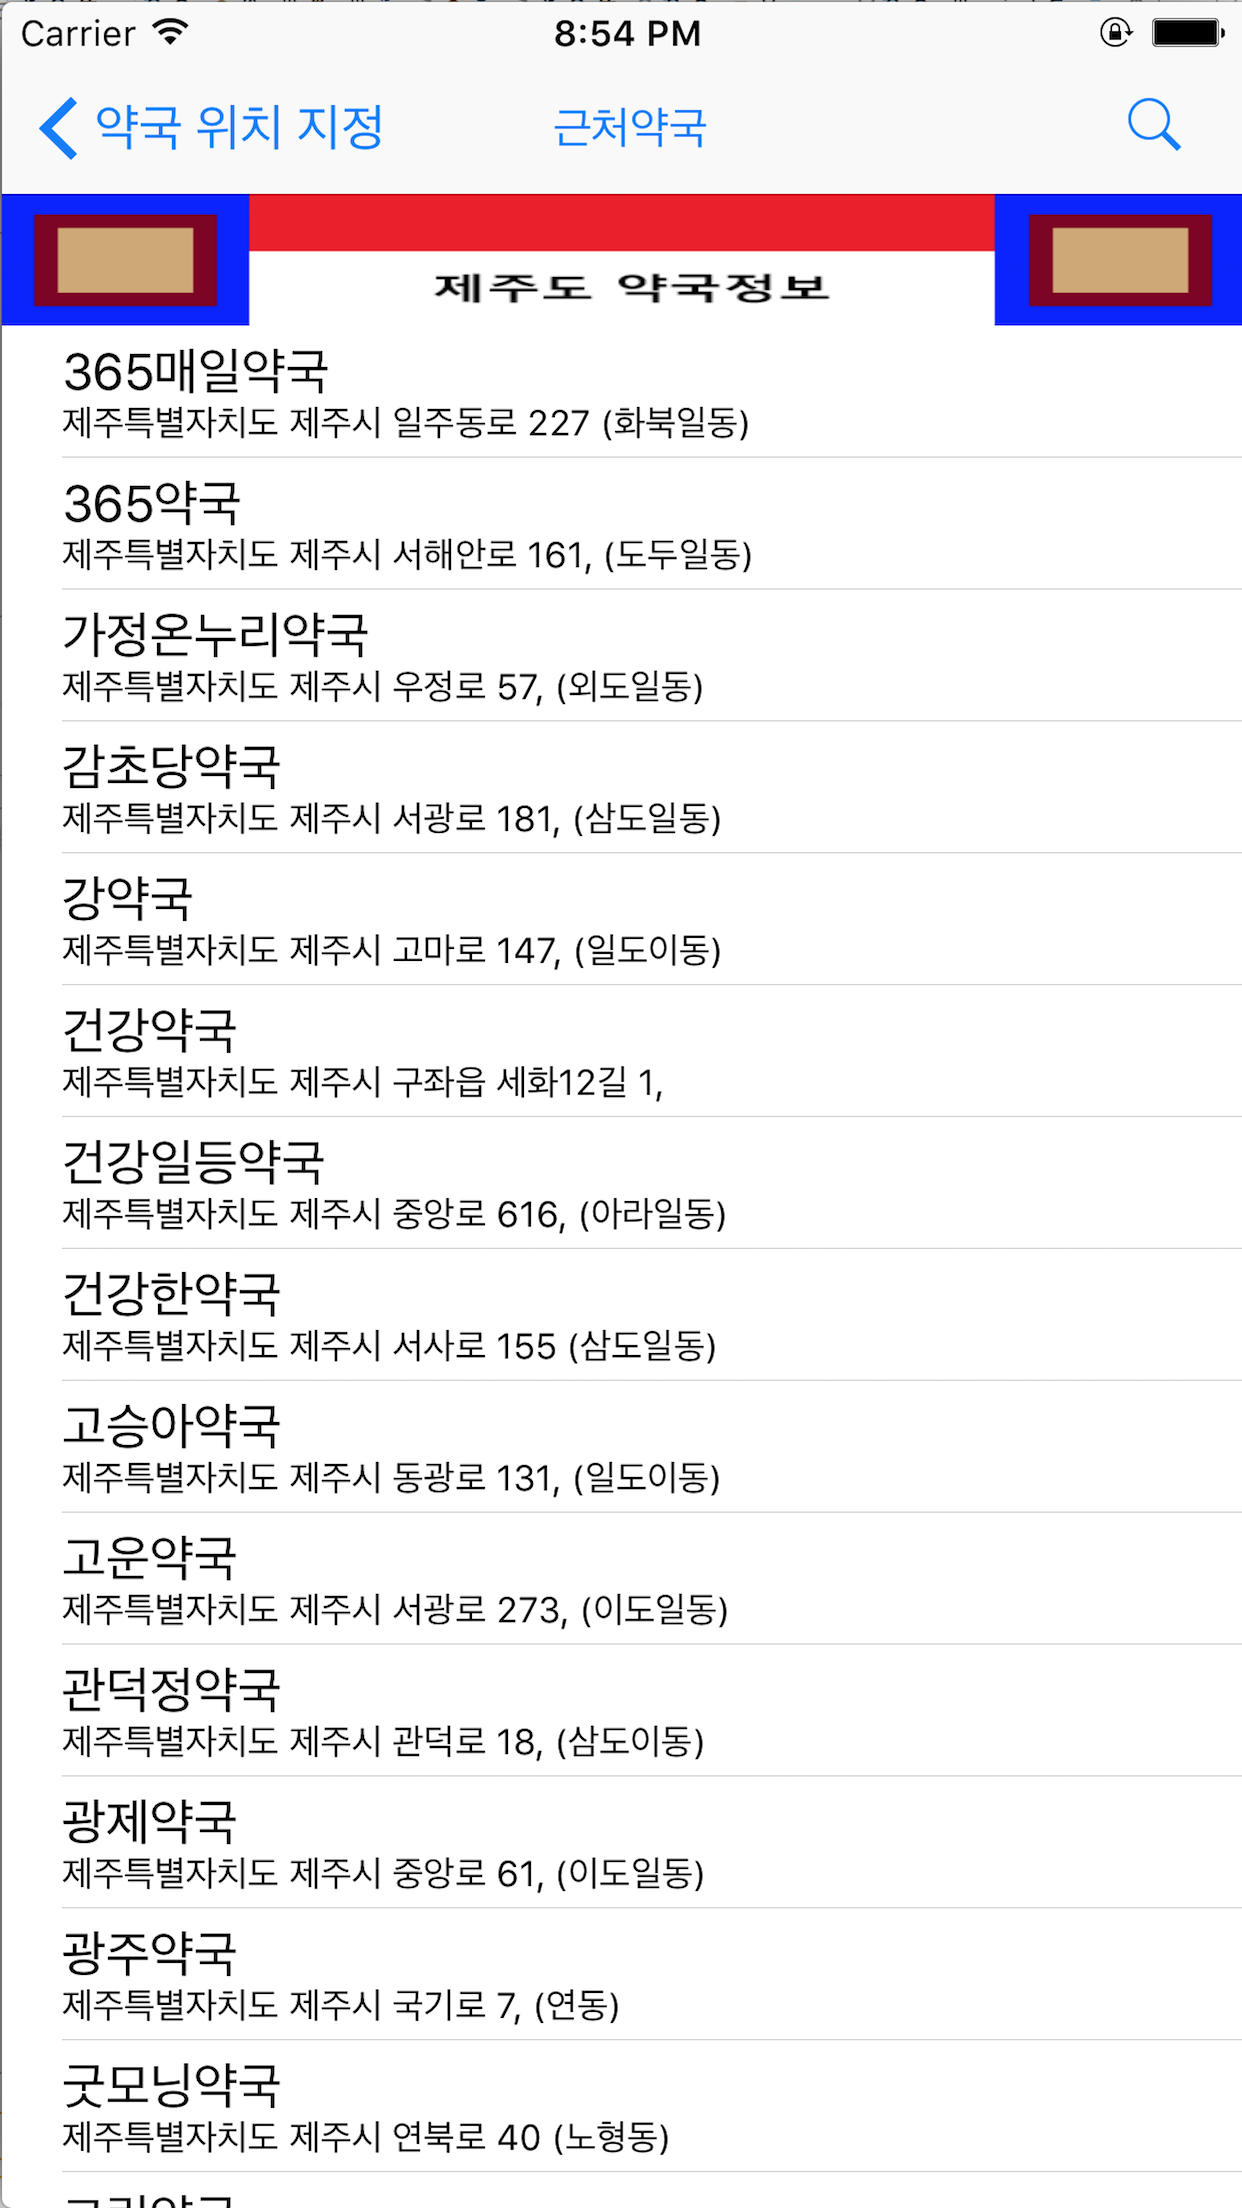 Carrier 8:54 PM
약국 위치 지정 근처약국
제주도 약국정보
365매일약국
제주특별자치도 제주시 일주동로 227 (화북일동)
365약국
제주특별자치도 제주시 서해안로 161, (도두일동)
가정온누리약국
제주특별자치도 제주시 우정로 57, (외도일동)
감초당약국
제주특별자치도 제주시 서광로 181, (삼도일동)
강약국
제주특별자치도 제주시 고마로 147, (일도이동)
건강약국
제주특별자치도 제주시 구좌읍 세화12길 1,
건강일등약국
제주특별자치도 제주시 중앙로 616, (아라일동)
건강한약국
제주특별자치도 제주시 서사로 155 (삼도일동)
고승아약국
제주특별자치도 제주시 동광로 131, (일도이동)
고운약국
제주특별자치도 제주시 서광로 273, (이도일동)
관덕정약국
제주특별자치도 제주시 관덕로 18, (삼도이동)
광제약국
제주특별자치도 제주시 중앙로 61, (이도일동)
광주약국
제주특별자치도 제주시 국기로 7, (연동)
굿모닝약국
제주특별자치도 제주시 연북로 40 (노형동)